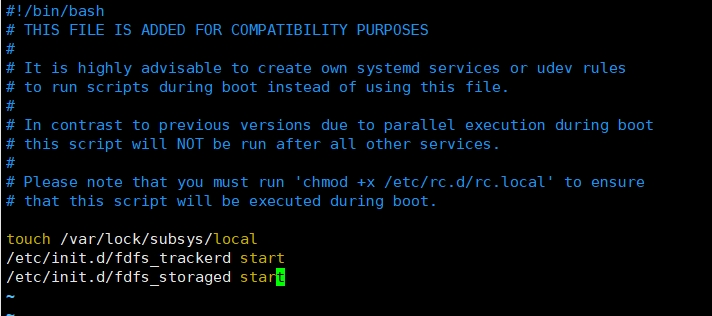 #!/bin/bash
# THIS FILE IS ADDED FOR COMPATIBILITY PURPOSES
#
# It is highly advisable to create own systemd services or udev rules
# to run scripts during boot instead of using this file.
#
# In contrast to previous versions due to parallel execution during boot
# this script will NOT be run after all other services.
#
# Please note that you must run 'chmod +x /etc/rc.d/rc.local' to ensure
# that this script will be executed during boot.
touch /var/lock/subsys/local
/etc/init.d/fdfs_trackerd start
/etc/init.d/fdfs_storaged start
~
~